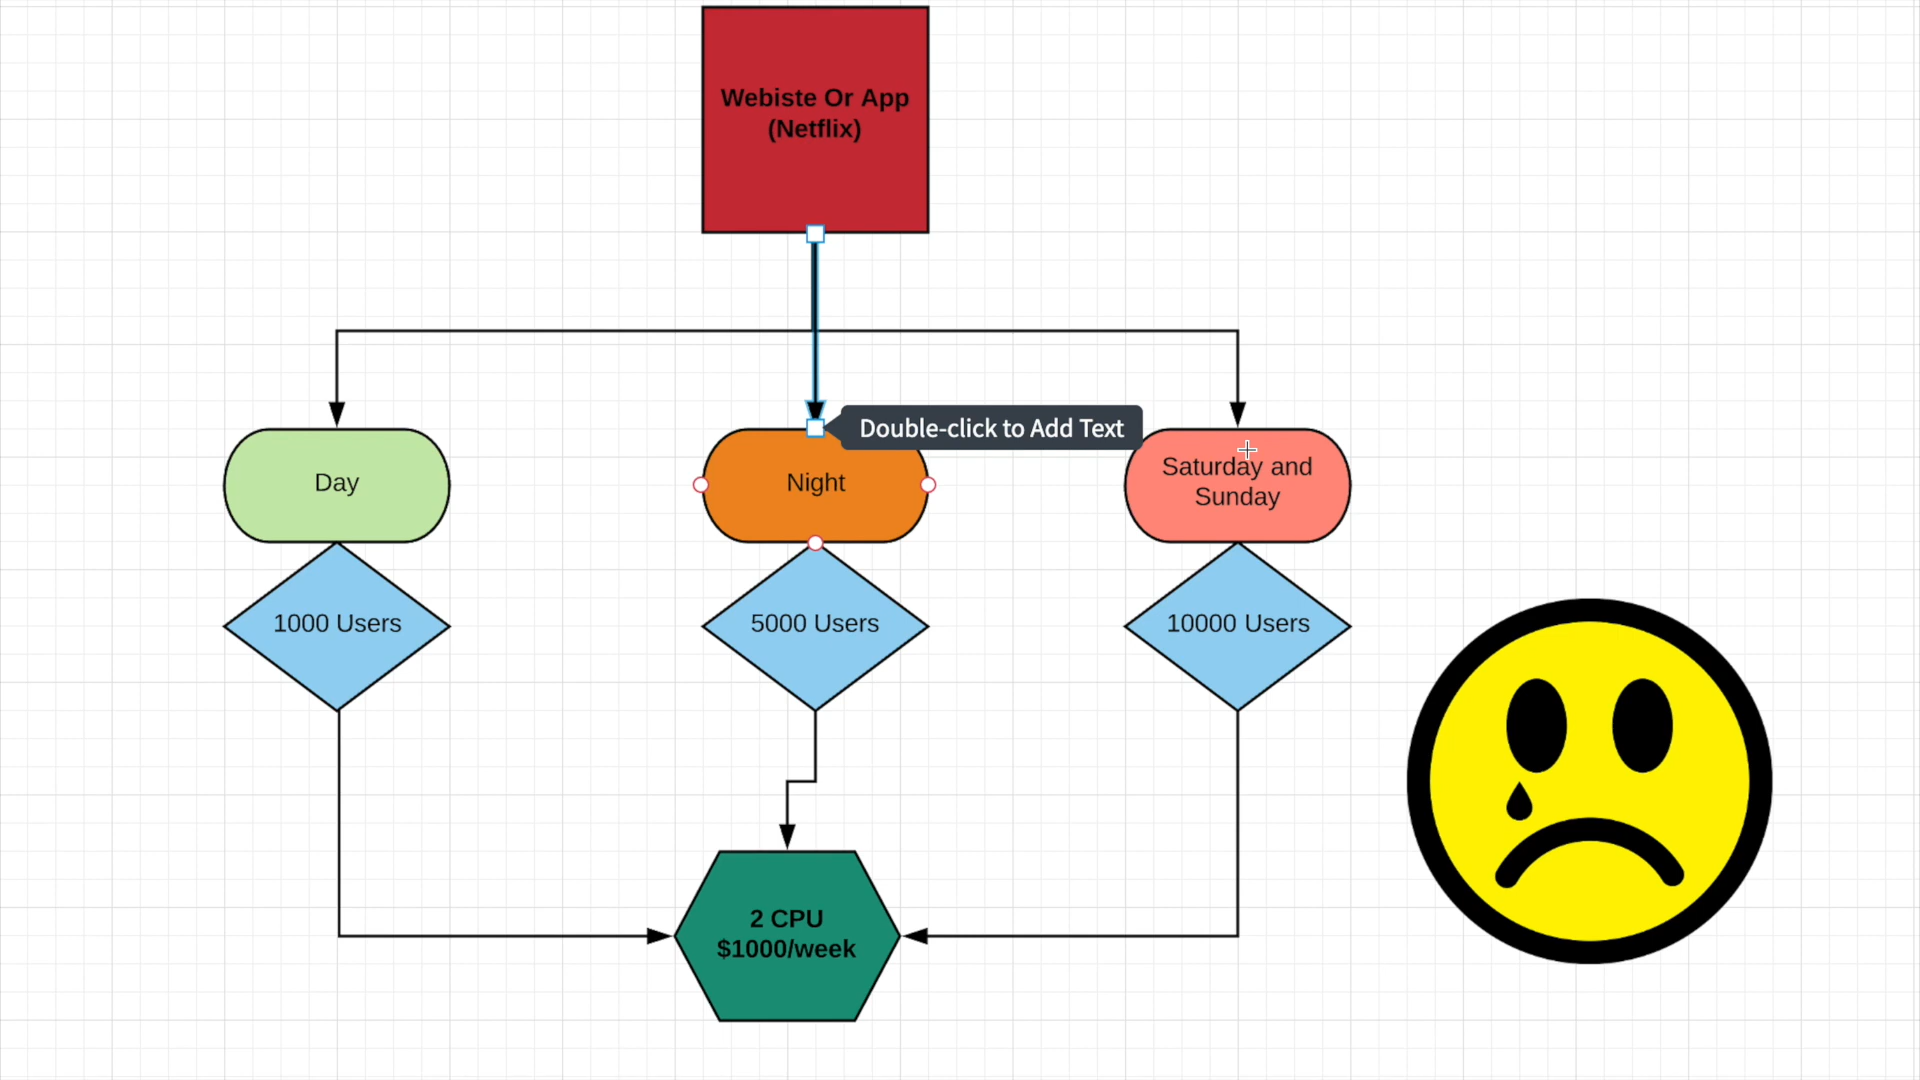 Webiste Or App
(Netflix)
Double-click to Add Text
Day
Night
Saturday and
Sunday
1000 Users
5000 Users
10000 Users
2 CPU
$1000/week